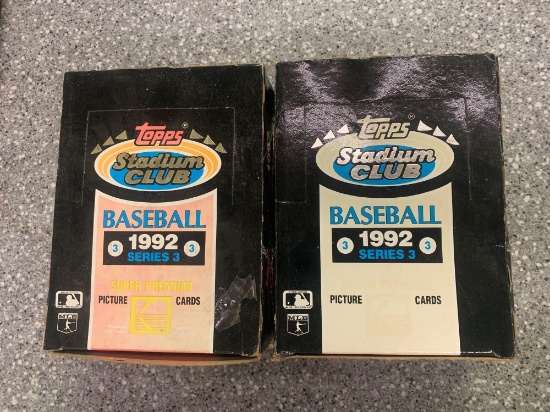 TOPPS
Stadium
CLUB
BASEBALL
3 1992 3
SERIES 3
SUPER PREMIUM
PICTURE CARDS
MLB
TOPPS
Stadium
CLUB
BASEBALL
3 1992 3
SERIES 3
PICTURE CARDS